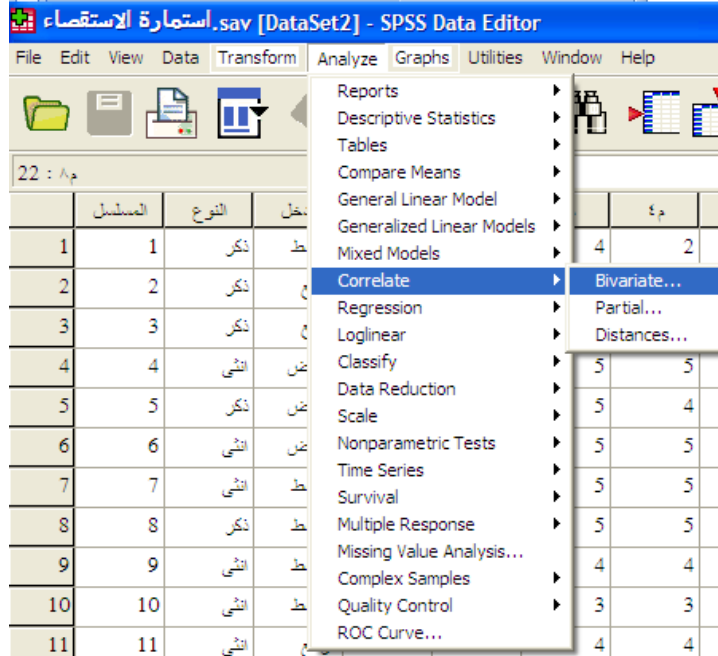 استمارة الاستقصاء.sav [DataSet2] - SPSS Data Editor
File Edit View Data Transform Analyze Graphs Utilities Window Help
Reports
Descriptive Statistics
Tables
Compare Means
General Linear Model
Generalized Linear Models
Mixed Models
Correlate
Regression
Loglinear
Classify
Data Reduction
Scale
Nonparametric Tests
Time Series
Survival
Multiple Response
Missing Value Analysis...
Complex Samples
Quality Control
ROC Curve...
Bivariate...
Partial...
Distances...
22 : م٨
المسلسل النوع م٤
1 1 ذكر 4 2
2 2 ذكر
3 3 ذكر
4 4 انثى 5 5
5 5 ذكر 5 4
6 6 انثى 5 5
7 7 انثى 5 5
8 8 ذكر 5 5
9 9 انثى 4 4
10 10 انثى 3 3
11 11 انثى 4 4